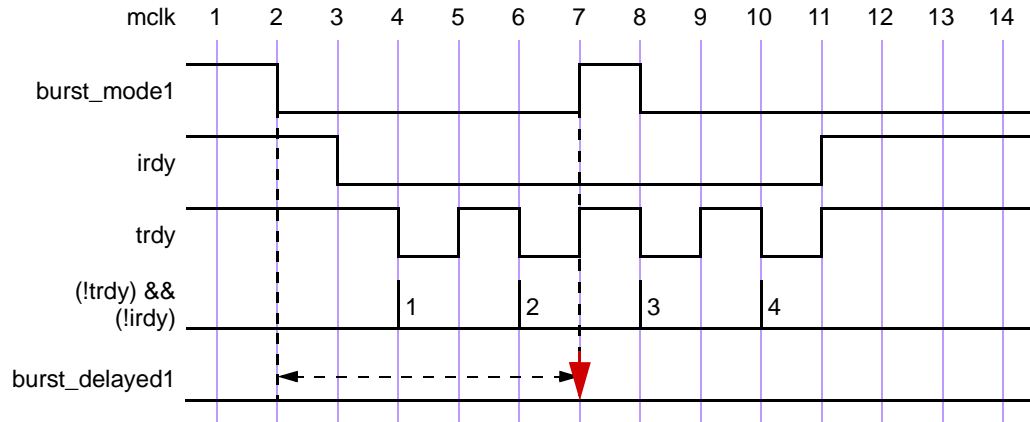 mclk 1 2 3 4 5 6 7 8 9 10 11 12 13 14
burst_mode1
irdy
trdy
(!trdy) &&
(!irdy)
1 2 3 4
burst_delayed1